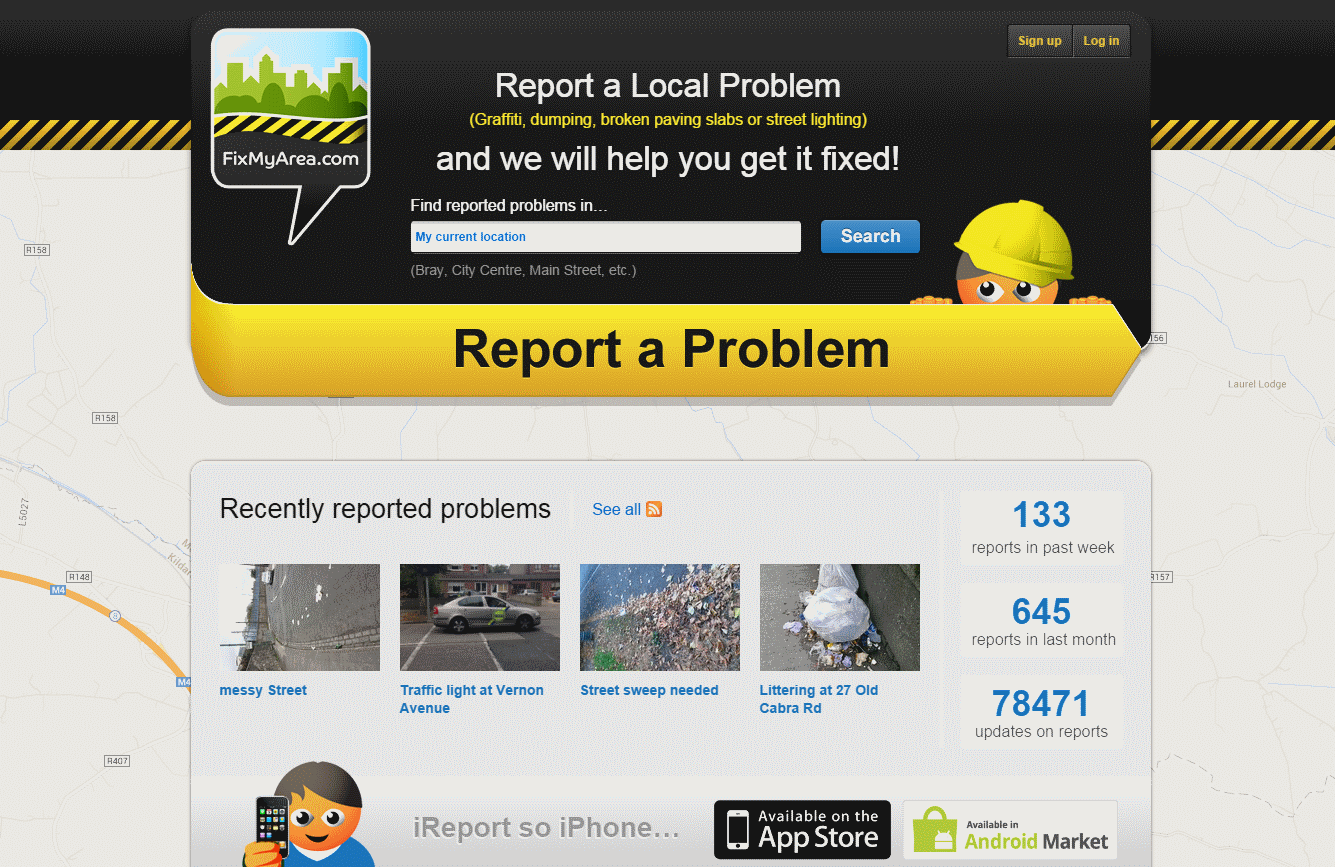 Sign up
Log in
FixMyArea.com
Report a Local Problem
(Graffiti, dumping, broken paving slabs or street lighting)
and we will help you get it fixed!
Find reported problems in...
My current location
Search
(Bray, City Centre, Main Street, etc.)
R158
Report a Problem
156
Laurel Lodge
R158
L5027
Kildare
Recently reported problems
See all
133
reports in past week
645
reports in last month
78471
updates on reports
R148
M4
8
R157
M4
messy Street
Traffic light at Vernon
Avenue
Street sweep needed
Littering at 27 Old
Cabra Rd
R407
iReport so iPhone...
Available on the
App Store
Available in
Android Market